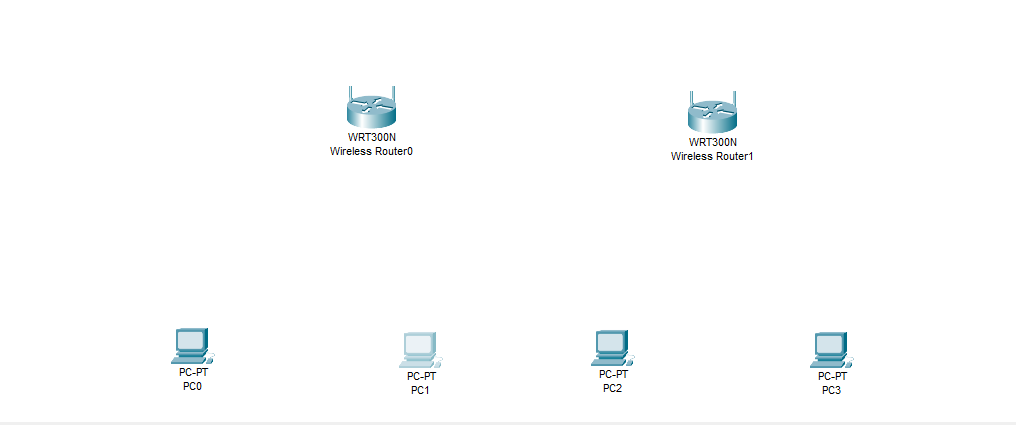 WRT300N
Wireless Router0
WRT300N
Wireless Router1
PC-PT
PC0
PC-PT
PC1
PC-PT
PC2
PC-PT
PC3